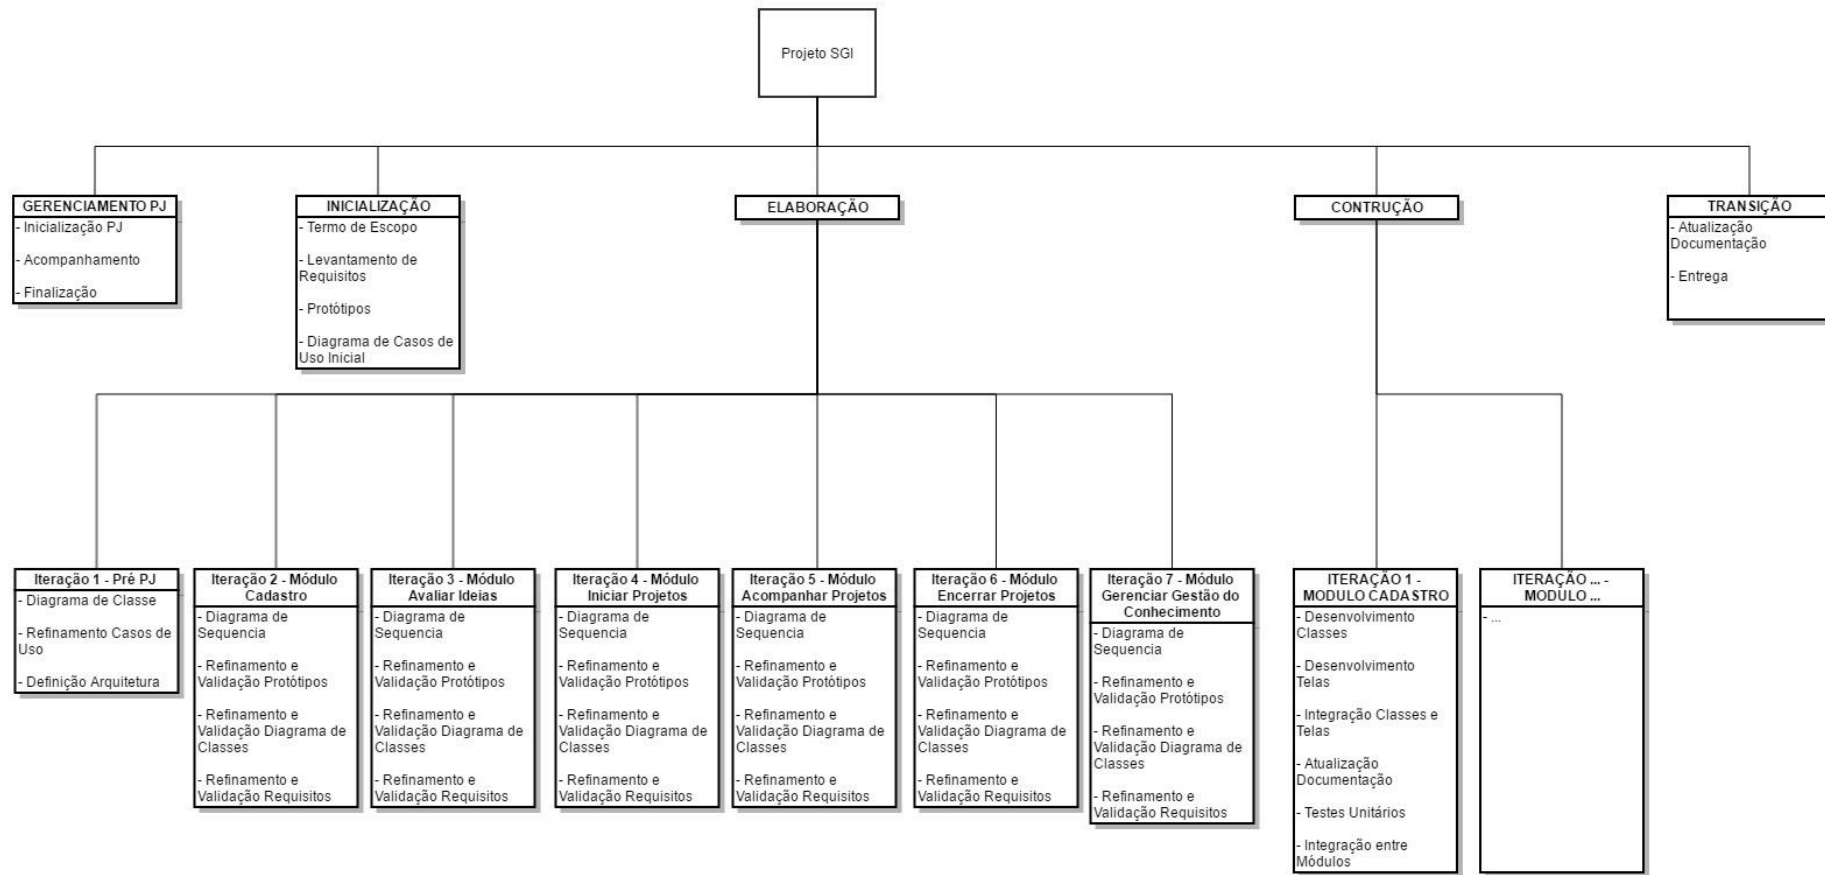 Projeto SGI
GERENCIAMENTO PJ
- Inicialização PJ
- Acompanhamento
- Finalização
INICIALIZAÇÃO
- Termo de Escopo
- Levantamento de
Requisitos
- Protótipos
- Diagrama de Casos de
Uso Inicial
ELABORAÇÃO
CONTRUÇÃO
TRANSIÇÃO
- Atualização
Documentação
- Entrega
Iteração 1 - Pré PJ
- Diagrama de Classe
- Refinamento Casos de
Uso
- Definição Arquitetura
Iteração 2 - Módulo
Cadastro
- Diagrama de
Sequencia
- Refinamento e
Validação Protótipos
- Refinamento e
Validação Diagrama de
Classes
- Refinamento e
Validação Requisitos
Iteração 3 - Módulo
Avaliar Ideias
- Diagrama de
Sequencia
- Refinamento e
Validação Protótipos
- Refinamento e
Validação Diagrama de
Classes
- Refinamento e
Validação Requisitos
Iteração 4 - Módulo
Iniciar Projetos
- Diagrama de
Sequencia
- Refinamento e
Validação Protótipos
- Refinamento e
Validação Diagrama de
Classes
- Refinamento e
Validação Requisitos
Iteração 5 - Módulo
Acompanhar Projetos
- Diagrama de
Sequencia
- Refinamento e
Validação Protótipos
- Refinamento e
Validação Diagrama de
Classes
- Refinamento e
Validação Requisitos
Iteração 6 - Módulo
Encerrar Projetos
- Diagrama de
Sequencia
- Refinamento e
Validação Protótipos
- Refinamento e
Validação Diagrama de
Classes
- Refinamento e
Validação Requisitos
Iteração 7 - Módulo
Gerenciar Gestão do
Conhecimento
- Diagrama de
Sequencia
- Refinamento e
Validação Protótipos
- Refinamento e
Validação Diagrama de
Classes
- Refinamento e
Validação Requisitos
ITERAÇÃO 1 -
MODULO CADASTRO
- Desenvolvimento
Classes
- Desenvolvimento
Telas
- Integração Classes e
Telas
- Atualização
Documentação
- Testes Unitários
- Integração entre
Módulos
ITERAÇÃO ... -
MODULO ...
- ...